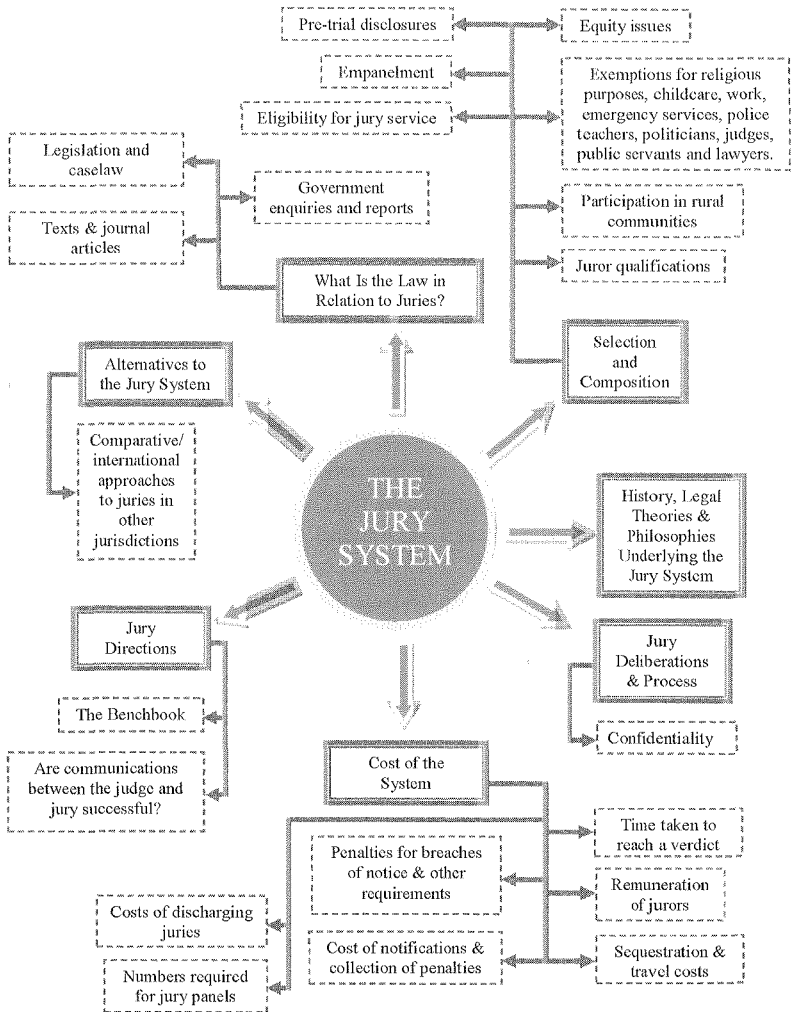 Pre-trial disclosures
Equity issues
Empanelment
Exemptions for religious
purposes, childcare, work,
emergency services, police
teachers, politicians, judges,
public servants and lawyers.
Eligibility for jury service
Legislation and
caselaw
Government
enquiries and reports
Participation in rural
communities
Texts & journal
articles
Juror qualifications
What Is the Law in
Relation to Juries?
Selection
and
Composition
Alternatives to
the Jury System
Comparative/
international
approaches
to juries in
other
jurisdictions
THE
JURY
SYSTEM
History, Legal
Theories &
Philosophies
Underlying the
Jury System
Jury
Directions
Jury
Deliberations
& Process
The Benchbook
Confidentiality
Are communications
between the judge and
jury successful?
Cost of the
System
Time taken to
reach a verdict
Penalties for breaches
of notice & other
requirements
Remuneration
of jurors
Costs of discharging
juries
Cost of notifications &
collection of penalties
Sequestration &
travel costs
Numbers required
for jury panels